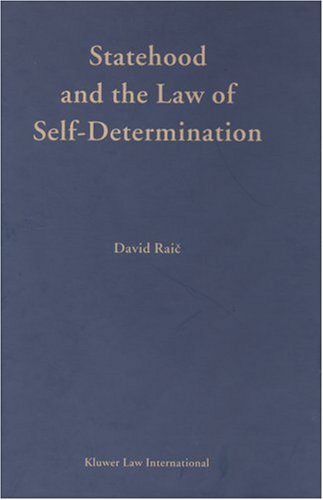 Statehood
and the Law of
Self-Determination
David Raič
Kluwer Law International